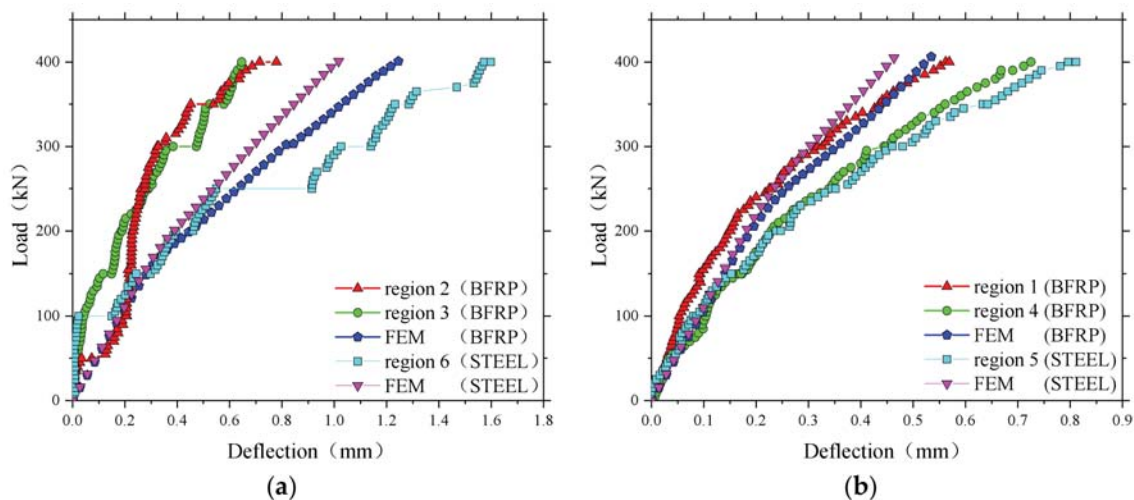 400
300
200
100
0
Load（kN）
0.0 0.2 0.4 0.6 0.8 1.0 1.2 1.4 1.6 1.8
Deflection（mm）
region 2（BFRP）
region 3（BFRP）
FEM （BFRP）
region 6（STEEL）
FEM （STEEL）
(a)
400
300
200
100
0
Load（kN）
0.0 0.1 0.2 0.3 0.4 0.5 0.6 0.7 0.8 0.9
Deflection（mm）
region 1 (BFRP)
region 4 (BFRP)
FEM (BFRP)
region 5 (STEEL)
FEM (STEEL)
(b)